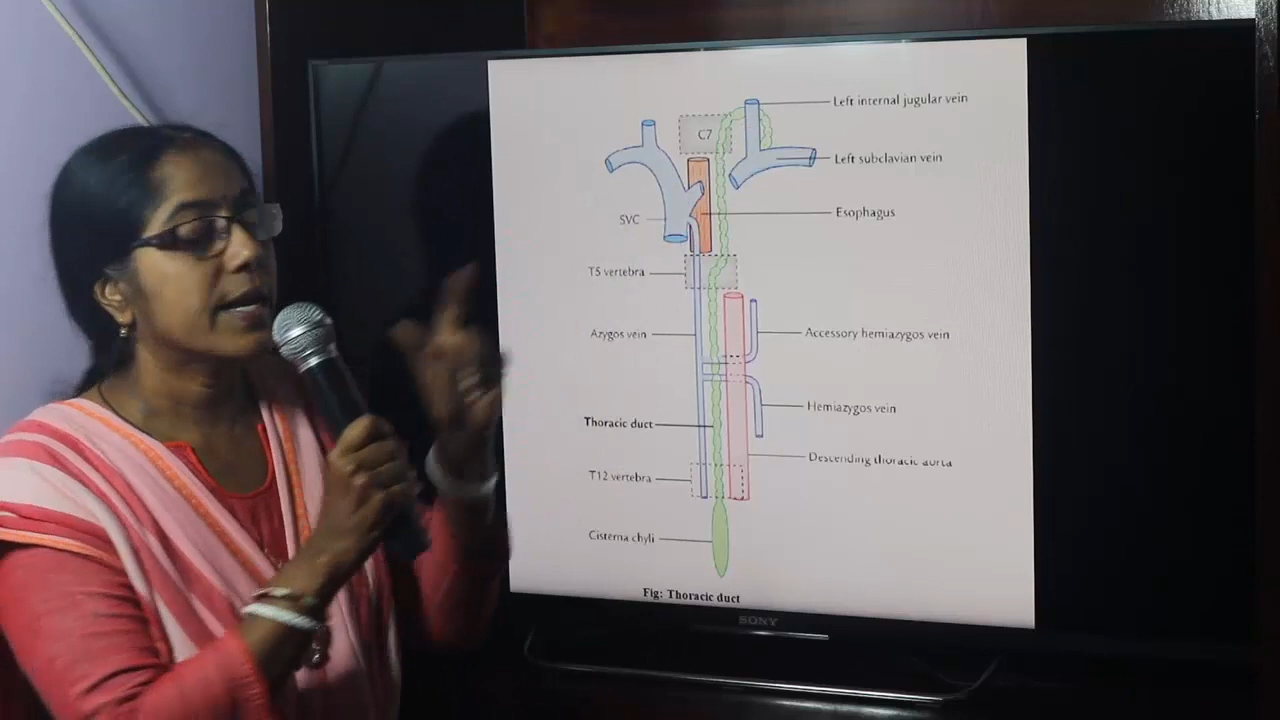 Left internal jugular vein
C7
Left subclavian vein
SVC
Esophagus
T5 vertebra
Azygos vein
Accessory hemiazygos vein
Hemiazygos vein
Thoracic duct
Descending thoracic aorta
T12 vertebra
Cisterna chyli
Fig: Thoracic duct
SONY